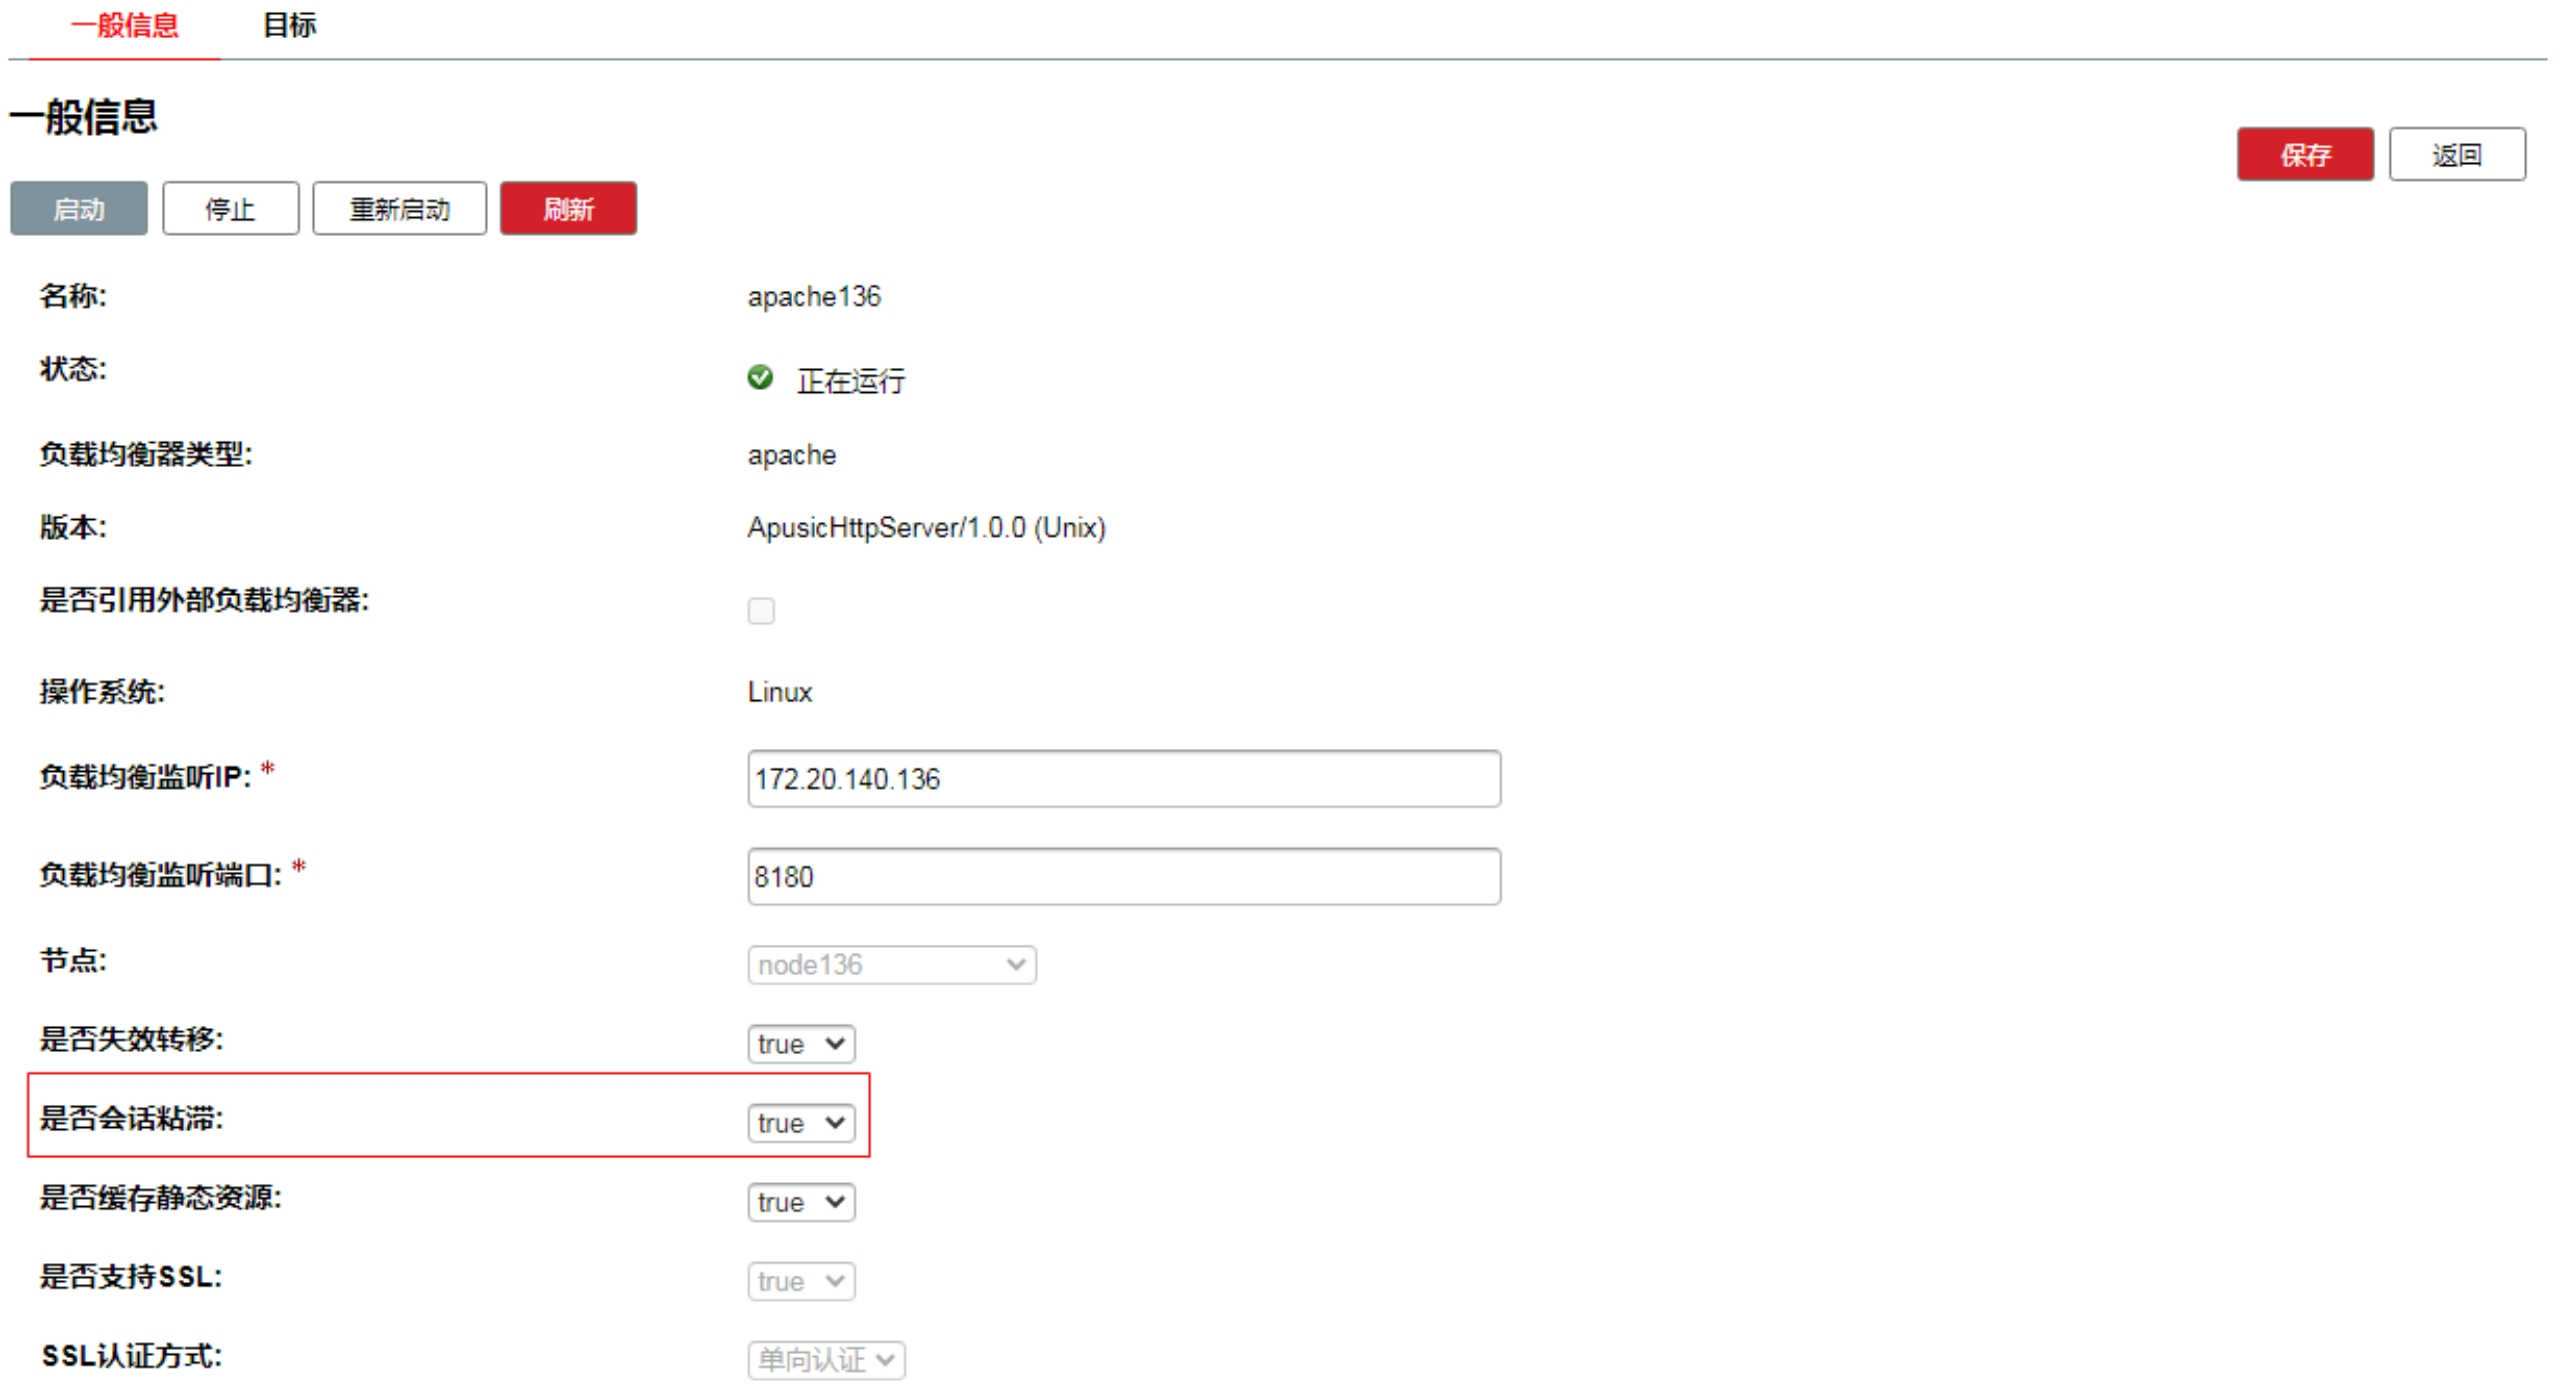 一般信息 目标
一般信息
保存 返回
启动 停止 重新启动 刷新
名称: apache136
状态: 正在运行
负载均衡器类型: apache
版本: ApusicHttpServer/1.0.0 (Unix)
是否引用外部负载均衡器:
操作系统: Linux
负载均衡监听IP: * 172.20.140.136
负载均衡监听端口: * 8180
节点: node136
是否失效转移: true
是否会话粘滞: true
是否缓存静态资源: true
是否支持SSL: true
SSL认证方式: 单向认证